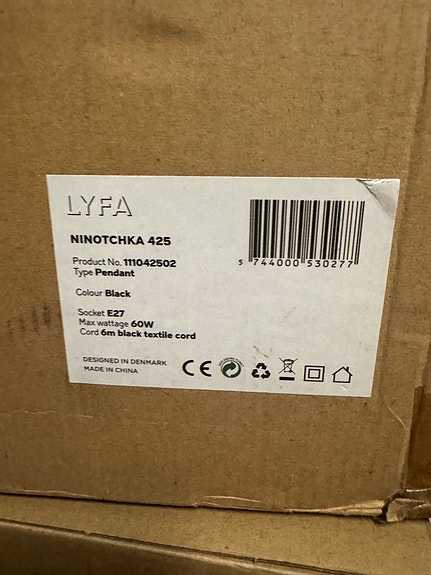 LYFA
NINOTCHKA 425
Product No. 111042502
Type Pendant
Colour Black
Socket E27
Max wattage 60W
Cord 6m black textile cord
DESIGNED IN DENMARK
MADE IN CHINA
5 744000 530277
CE